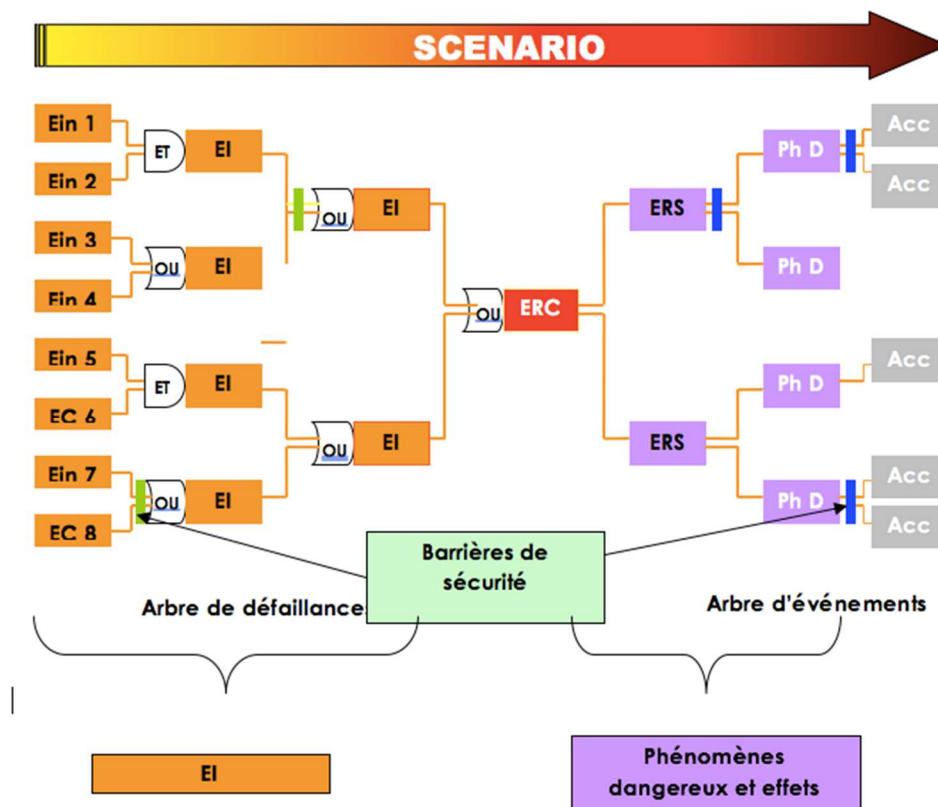 SCENARIO
Ein 1
Ein 2
Ein 3
Ein 4
Ein 5
EC 6
Ein 7
EC 8
ET
EI
OU
EI
ET
EI
OU
EI
OU
EI
OU
EI
OU
ERC
ERS
ERS
Ph D
Ph D
Ph D
Ph D
Acc
Acc
Acc
Acc
Acc
Barrières de
sécurité
Arbre de défaillances
Arbre d'événements
EI
Phénomènes
dangereux et effets